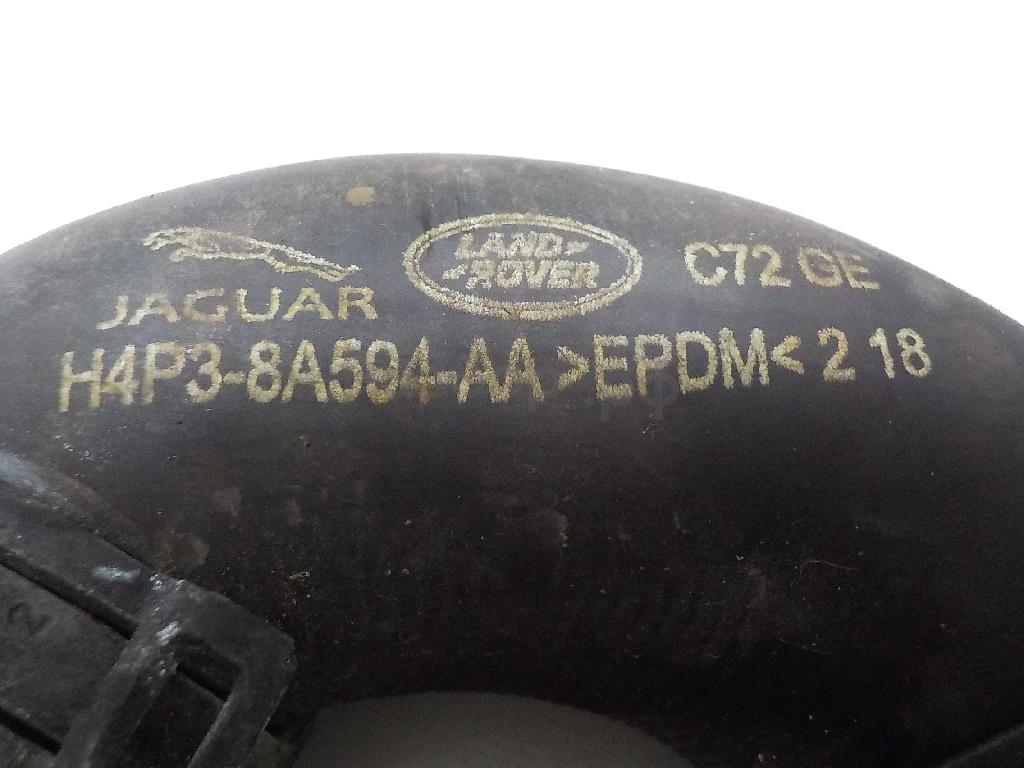 JAGUAR
LAND
ROVER
C72 GE
H4P3-8A594-AA >EPDM< 2 18